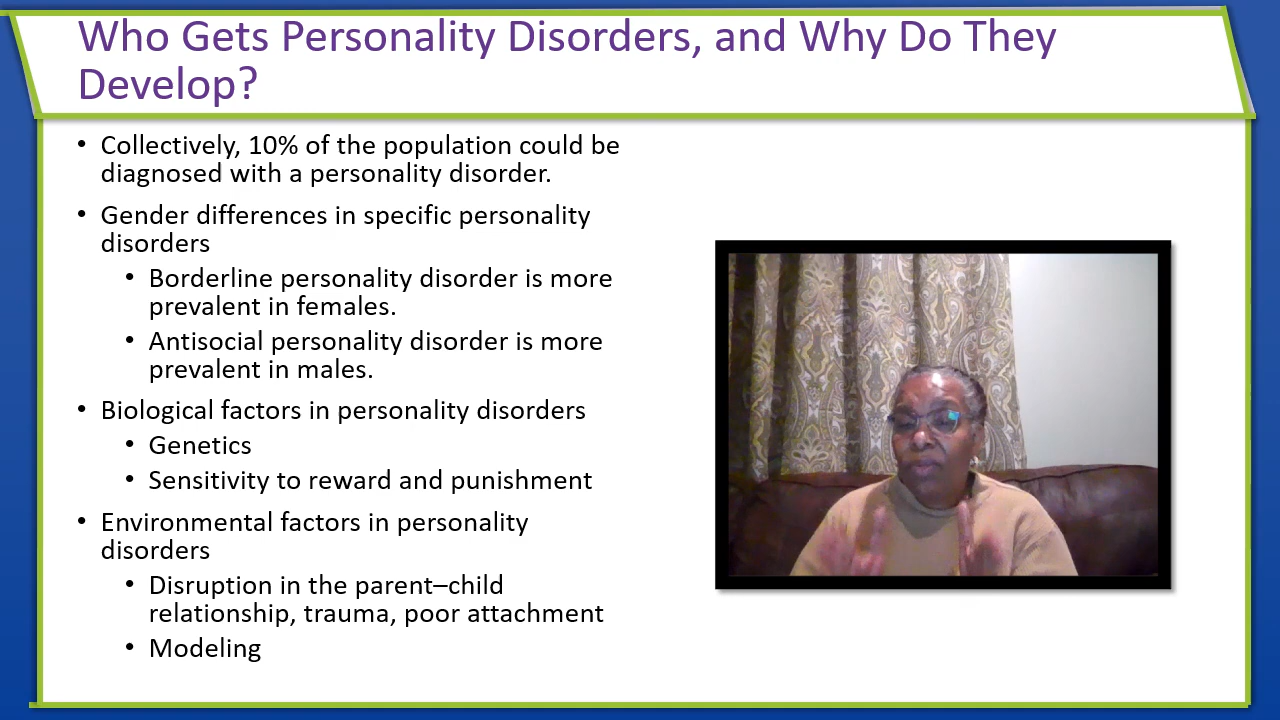 Who Gets Personality Disorders, and Why Do They
Develop?
• Collectively, 10% of the population could be
diagnosed with a personality disorder.
• Gender differences in specific personality
disorders
• Borderline personality disorder is more
prevalent in females.
• Antisocial personality disorder is more
prevalent in males.
• Biological factors in personality disorders
• Genetics
• Sensitivity to reward and punishment
• Environmental factors in personality
disorders
• Disruption in the parent–child
relationship, trauma, poor attachment
• Modeling